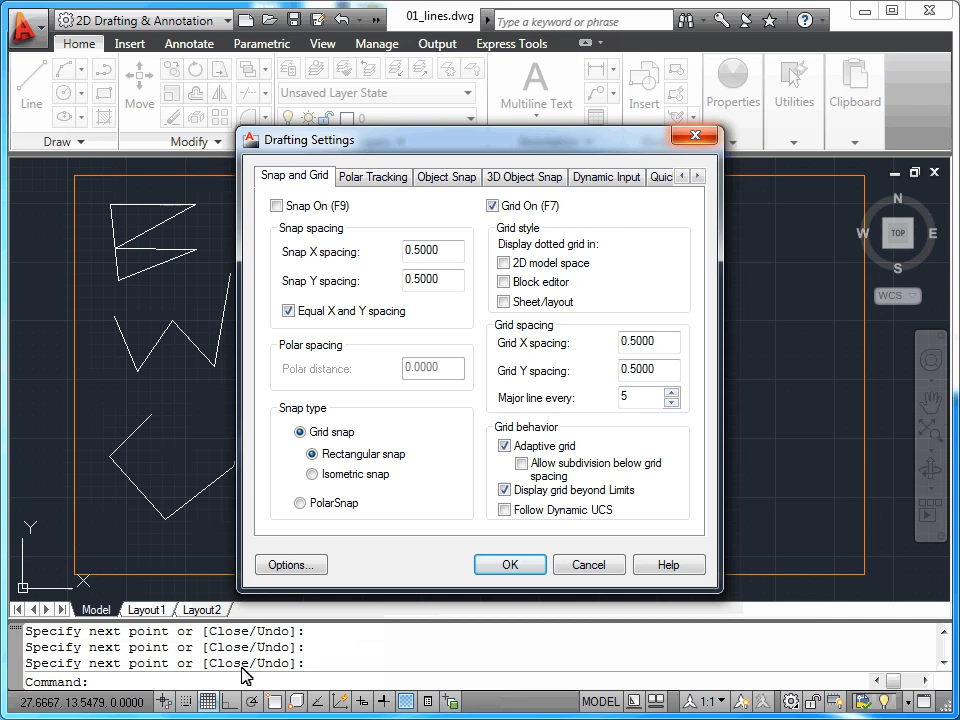 2D Drafting & Annotation
01_lines.dwg
Type a keyword or phrase
Home Insert Annotate Parametric View Manage Output Express Tools
Unsaved Layer State
0
Line Move Multiline Text Insert Properties Utilities Clipboard
Draw Modify
Drafting Settings
Snap and Grid Polar Tracking Object Snap 3D Object Snap Dynamic Input Quic
Snap On (F9)
Snap spacing
Snap X spacing: 0.5000
Snap Y spacing: 0.5000
Equal X and Y spacing
Polar spacing
Polar distance: 0.0000
Snap type
Grid snap
Rectangular snap
Isometric snap
PolarSnap
Grid On (F7)
Grid style
Display dotted grid in:
2D model space
Block editor
Sheet/layout
Grid spacing
Grid X spacing: 0.5000
Grid Y spacing: 0.5000
Major line every: 5
Grid behavior
Adaptive grid
Allow subdivision below grid
spacing
Display grid beyond Limits
Follow Dynamic UCS
Options... OK Cancel Help
N
W TOP E
S
WCS
Y
X
Model Layout1 Layout2
Specify next point or [Close/Undo]:
Specify next point or [Close/Undo]:
Specify next point or [Close/Undo]:
Command:
27.6667, 13.5479, 0.0000 MODEL 1:1